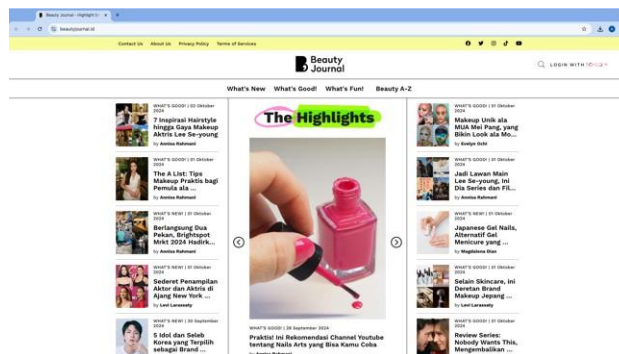 Beauty Journal - Highlight
beautyjournal.id
Contact Us About Us Privacy Policy Terms of Services
Beauty
Journal
LOGIN WITH
What's New What's Good! What's Fun! Beauty A-Z
WHAT'S GOOD! | 02 Oktober
2024
7 Inspirasi Hairstyle
hingga Gaya Makeup
Aktris Lee Se-young
by Annisa Rahmani
WHAT'S GOOD! | 01 Oktober
2024
The A List: Tips
Makeup Praktis bagi
Pemula ala ...
by Annisa Rahmani
WHAT'S NEW! | 01 Oktober
2024
Berlangsung Dua
Pekan, Brightspot
Mrkt 2024 Hadirk...
by Annisa Rahmani
WHAT'S NEW! | 01 Oktober
2024
Sederet Penampilan
Aktor dan Aktris di
Ajang New York ...
by Levi Larassaty
WHAT'S NEW! | 30 September
2024
5 Idol dan Seleb
Korea yang Terpilih
sebagai Brand ...
The Highlights
WHAT'S GOOD! | 28 September 2024
Praktis! Ini Rekomendasi Channel Youtube
tentang Nails Arts yang Bisa Kamu Coba
by Annisa Rahmani
WHAT'S GOOD! | 01 Oktober
2024
Makeup Unik ala
MUA Mei Pang, yang
Bikin Look ala Mo...
by Evelyn Ochi
WHAT'S GOOD! | 01 Oktober
2024
Jadi Lawan Main
Lee Se-young, Ini
Dia Series dan Fil...
by Annisa Rahmani
WHAT'S NEW! | 01 Oktober
2024
Japanese Gel Nails,
Alternatif Gel
Menicure yang ...
by Magdalena Dian
WHAT'S GOOD! | 01 Oktober
2024
Selain Skincare, ini
Deretan Brand
Makeup Jepang ...
by Levi Larassaty
WHAT'S GOOD! | 01 Oktober
2024
Review Series:
Nobody Wants This,
Mengembalikan ...